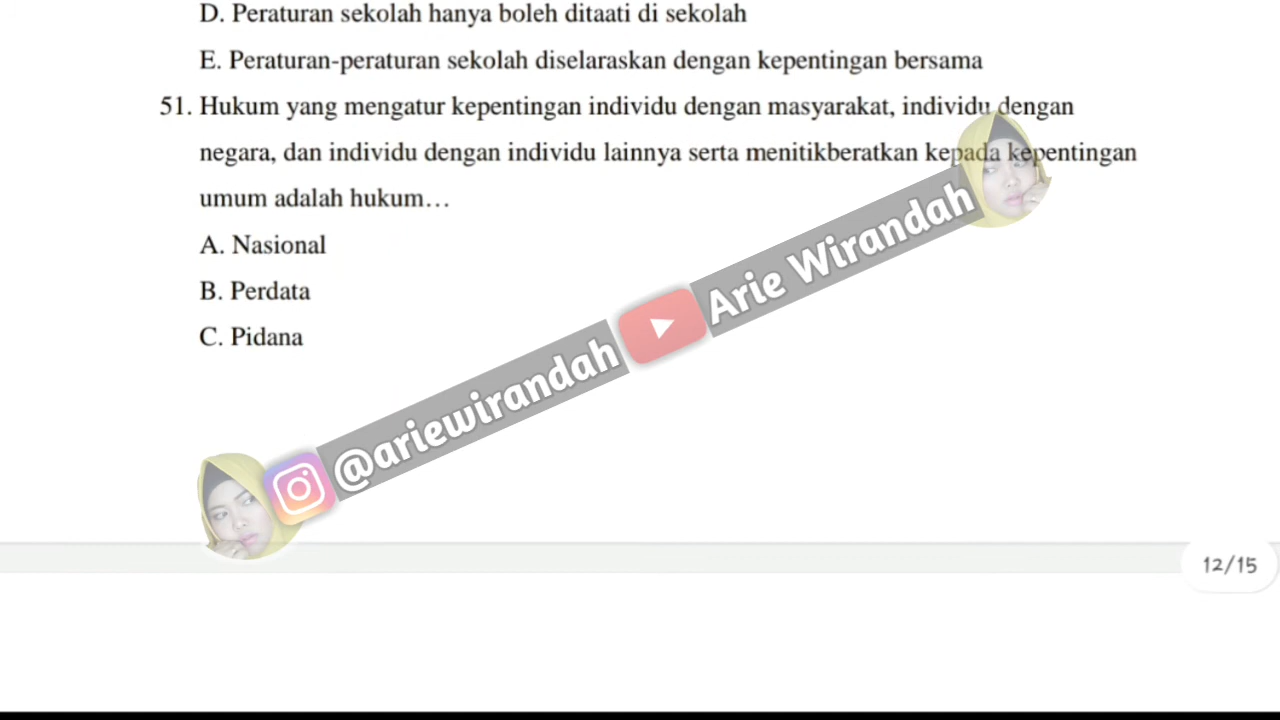 D. Peraturan sekolah hanya boleh ditaati di sekolah
E. Peraturan-peraturan sekolah diselaraskan dengan kepentingan bersama
51. Hukum yang mengatur kepentingan individu dengan masyarakat, individu dengan
negara, dan individu dengan individu lainnya serta menitikberatkan kepada kepentingan
umum adalah hukum…
A. Nasional
B. Perdata
C. Pidana
@ariewirandah
Arie Wirandah
12/15